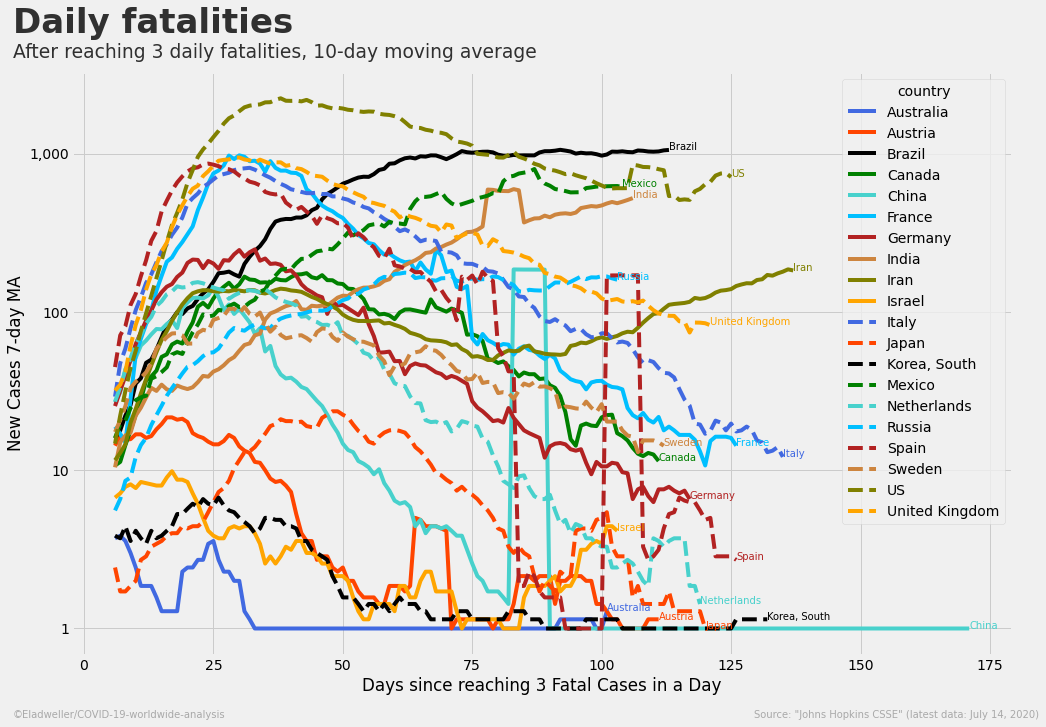 Daily fatalities
After reaching 3 daily fatalities, 10-day moving average
New Cases 7-day MA
1,000
100
10
1
0
25
50
75
100
125
150
175
Days since reaching 3 Fatal Cases in a Day
country
Australia
Austria
Brazil
Canada
China
France
Germany
India
Iran
Israel
Italy
Japan
Korea, South
Mexico
Netherlands
Russia
Spain
Sweden
US
United Kingdom
Brazil
US
Mexico
India
Iran
Russia
United Kingdom
Sweden
France
Canada
Italy
Germany
Israel
Spain
Netherlands
Australia
Austria
Korea, South
Japan
China
©Eladweller/COVID-19-worldwide-analysis
Source: "Johns Hopkins CSSE" (latest data: July 14, 2020)